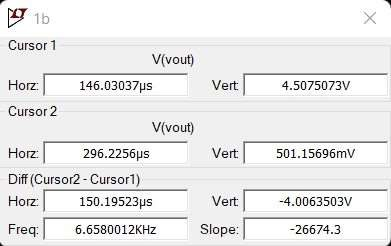 1b
Cursor 1
V(vout)
Horz: 146.03037µs Vert: 4.5075073V
Cursor 2
V(vout)
Horz: 296.2256µs Vert: 501.15696mV
Diff (Cursor2 - Cursor1)
Horz: 150.19523µs Vert: -4.0063503V
Freq: 6.6580012KHz Slope: -26674.3